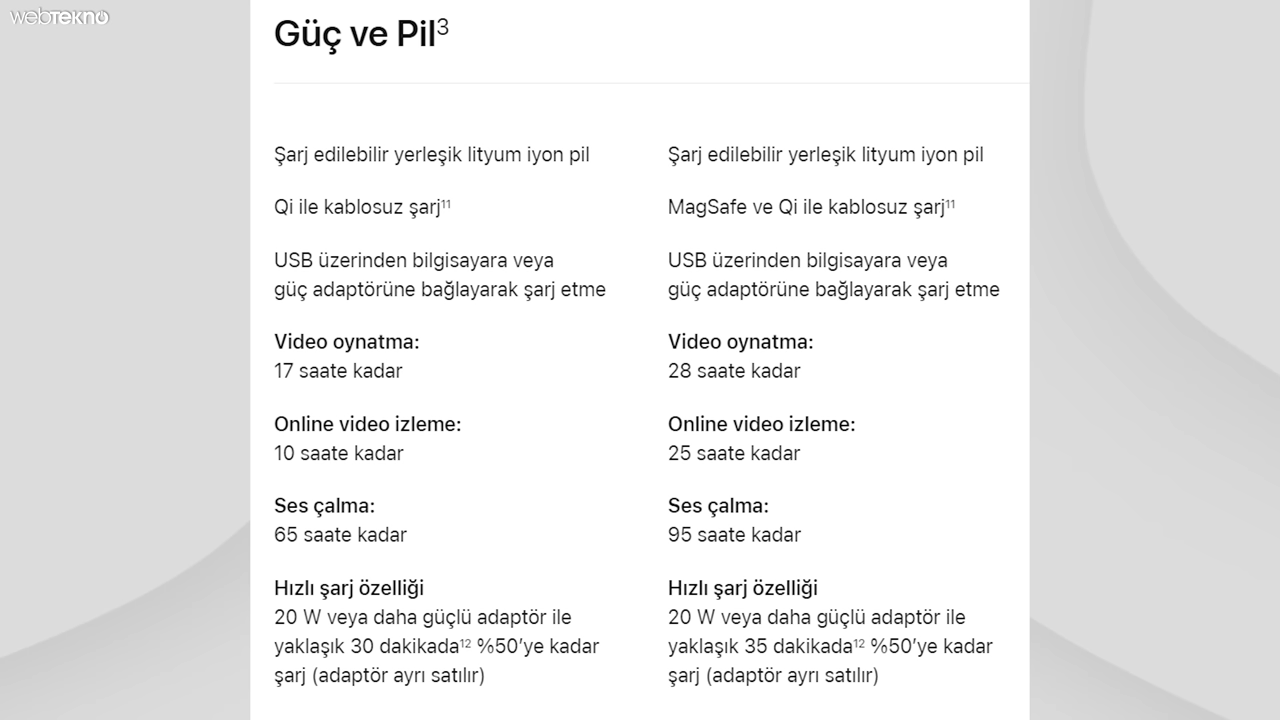 webtekno
Güç ve Pil³
Şarj edilebilir yerleşik lityum iyon pil
Qi ile kablosuz şarj¹¹
USB üzerinden bilgisayara veya
güç adaptörüne bağlayarak şarj etme
Video oynatma:
17 saate kadar
Online video izleme:
10 saate kadar
Ses çalma:
65 saate kadar
Hızlı şarj özelliği
20 W veya daha güçlü adaptör ile
yaklaşık 30 dakikada¹² %50’ye kadar
şarj (adaptör ayrı satılır)
Şarj edilebilir yerleşik lityum iyon pil
MagSafe ve Qi ile kablosuz şarj¹¹
USB üzerinden bilgisayara veya
güç adaptörüne bağlayarak şarj etme
Video oynatma:
28 saate kadar
Online video izleme:
25 saate kadar
Ses çalma:
95 saate kadar
Hızlı şarj özelliği
20 W veya daha güçlü adaptör ile
yaklaşık 35 dakikada¹² %50’ye kadar
şarj (adaptör ayrı satılır)